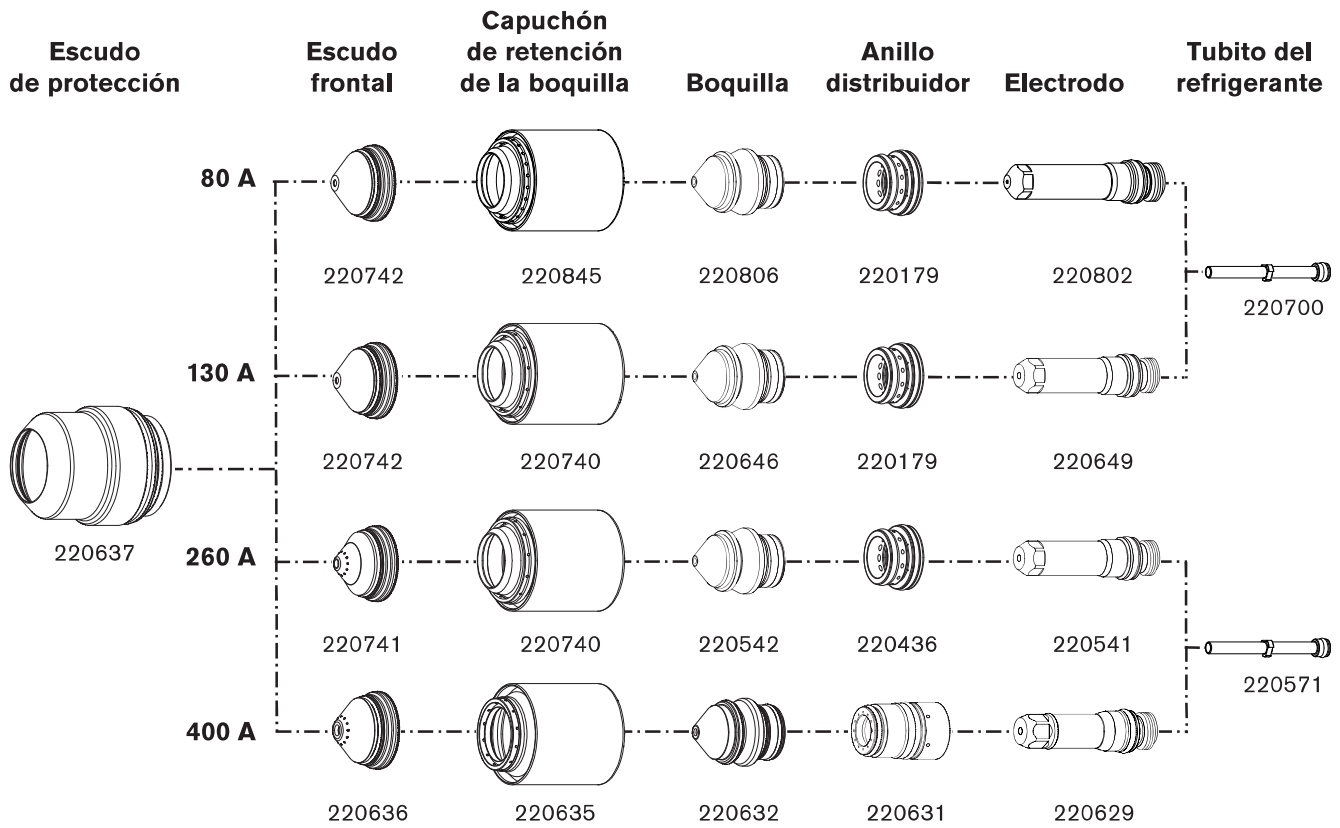 Escudo
de protección
Escudo
frontal
Capuchón
de retención
de la boquilla
Boquilla
Anillo
distribuidor
Electrodo
Tubito del
refrigerante
80 A
220742
220845
220806
220179
220802
220700
130 A
220742
220740
220646
220179
220649
220637
260 A
220741
220740
220542
220436
220541
220571
400 A
220636
220635
220632
220631
220629